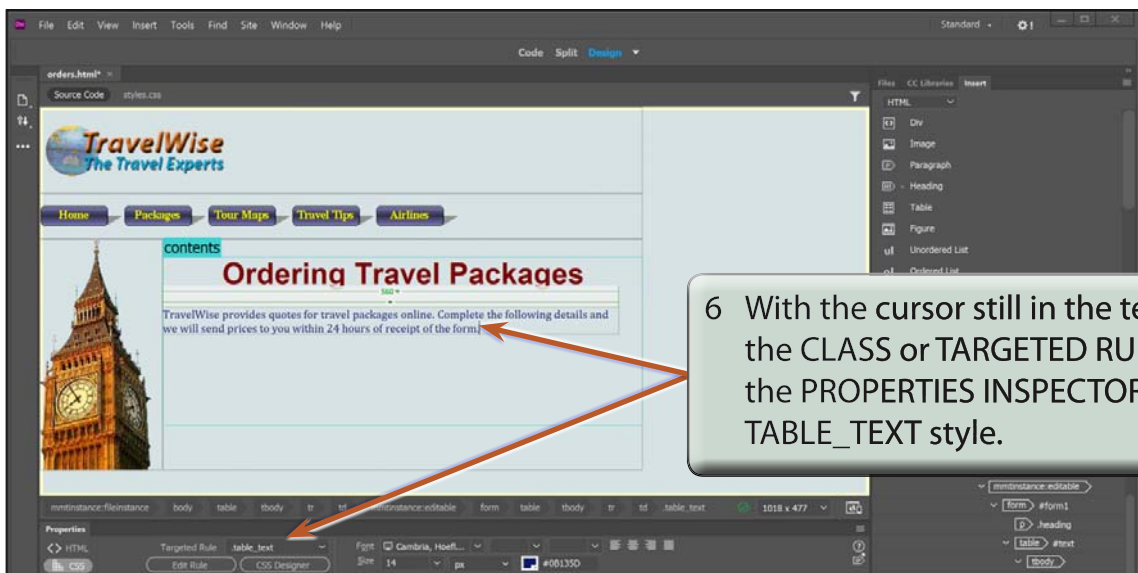 File Edit View Insert Tools Find Site Window Help
Standard
Code Split Design
orders.html*
Source Code styles.css
Files CC Libraries Insert
HTML
Div
Image
Paragraph
Heading
Table
Figure
ul Unordered List
ol Ordered List
TravelWise
The Travel Experts
Home Packages Tour Maps Travel Tips Airlines
contents
Ordering Travel Packages
560
TravelWise provides quotes for travel packages online. Complete the following details and
we will send prices to you within 24 hours of receipt of the form.
6 With the cursor still in the te
the CLASS or TARGETED RU
the PROPERTIES INSPECTOR
TABLE_TEXT style.
mmtinstance:fileinstance body table tbody tr td mmtinstance:editable form table tbody tr td .table_text 1018 x 477
mmtinstance:editable
form #form1
p .heading
table #text
tbody
Properties
<> HTML Targeted Rule .table_text Font Cambria, Hoefl...
CSS Edit Rule CSS Designer Size 14 px #0B135D